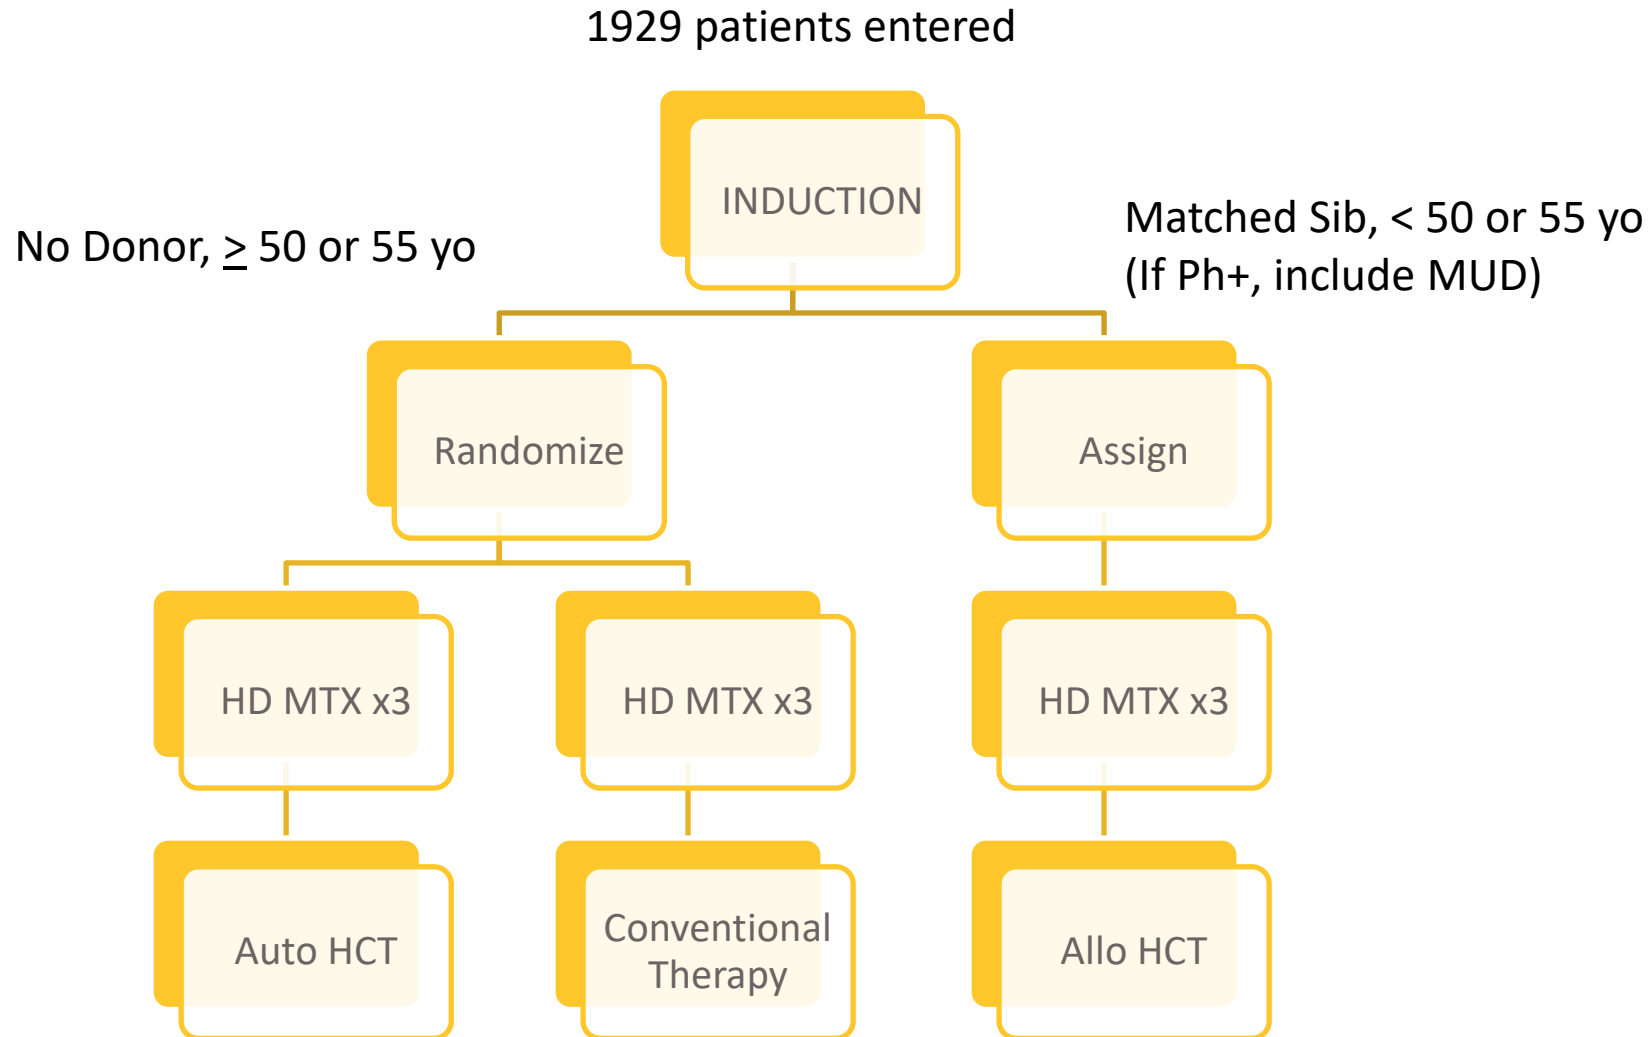 1929 patients entered
INDUCTION
No Donor, ≥ 50 or 55 yo
Matched Sib, < 50 or 55 yo
(If Ph+, include MUD)
Randomize
Assign
HD MTX x3
HD MTX x3
HD MTX x3
Auto HCT
Conventional
Therapy
Allo HCT